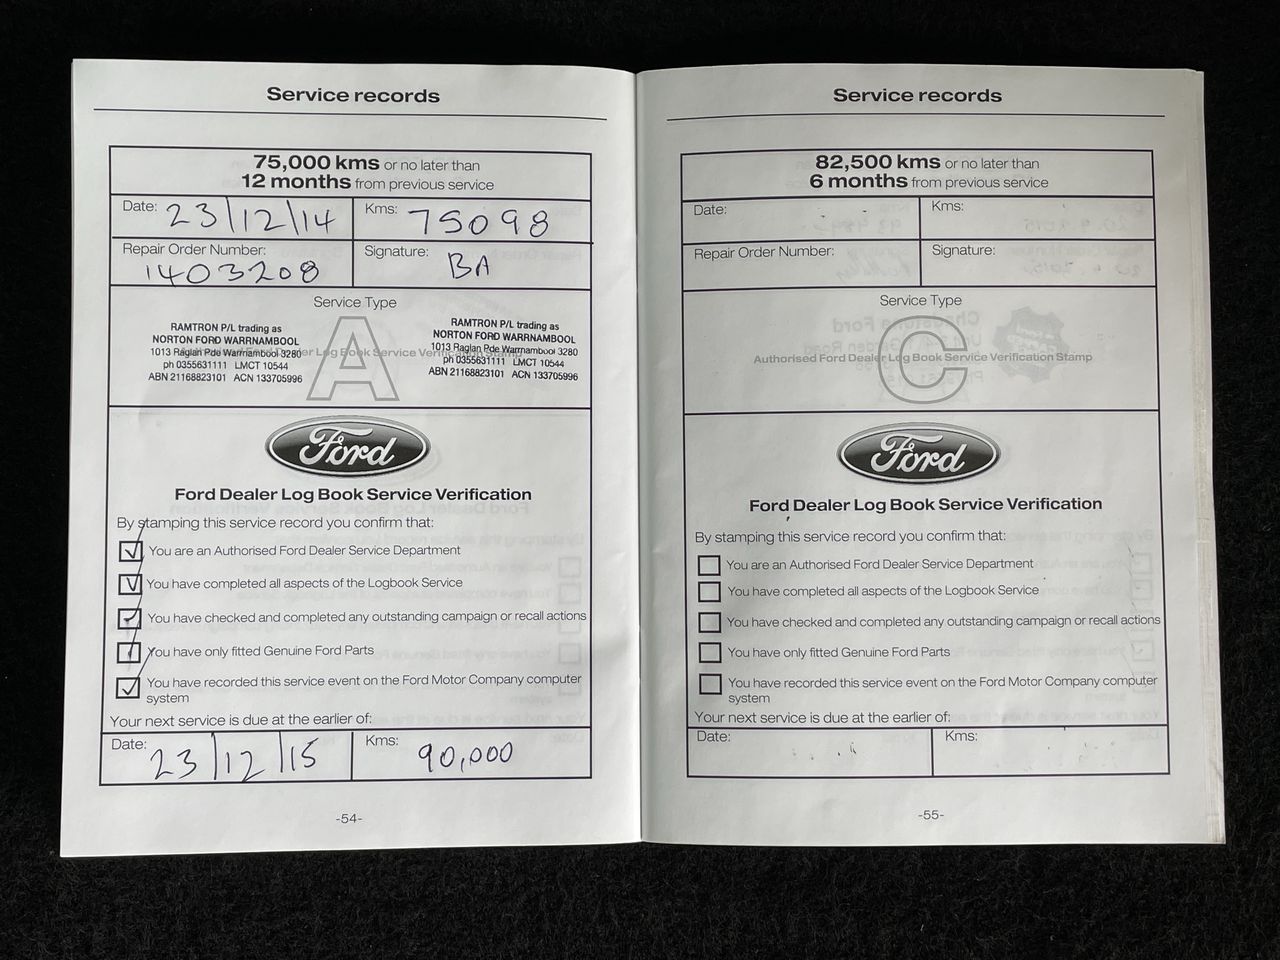 Service records
75,000 kms or no later than
12 months from previous service
Date: 23/12/14 Kms: 75098
Repair Order Number: 1403208 Signature: BA
Service Type
A
RAMTRON P/L trading as
NORTON FORD WARRNAMBOOL
1013 Raglan Pde Warrnambool 3280
ph 0355631111 LMCT 10544
ABN 21168823101 ACN 133705996
RAMTRON P/L trading as
NORTON FORD WARRNAMBOOL
1013 Raglan Pde Warrnambool 3280
ph 0355631111 LMCT 10544
ABN 21168823101 ACN 133705996
Ford
Ford Dealer Log Book Service Verification
By stamping this service record you confirm that:
You are an Authorised Ford Dealer Service Department
You have completed all aspects of the Logbook Service
You have checked and completed any outstanding campaign or recall actions
You have only fitted Genuine Ford Parts
You have recorded this service event on the Ford Motor Company computer
system
Your next service is due at the earlier of:
Date: 23/12/15 Kms: 90,000
-54-
Service records
82,500 kms or no later than
6 months from previous service
Date: Kms:
Repair Order Number: Signature:
Service Type
C
Authorised Ford Dealer Log Book Service Verification Stamp
Ford
Ford Dealer Log Book Service Verification
By stamping this service record you confirm that:
You are an Authorised Ford Dealer Service Department
You have completed all aspects of the Logbook Service
You have checked and completed any outstanding campaign or recall actions
You have only fitted Genuine Ford Parts
You have recorded this service event on the Ford Motor Company computer
system
Your next service is due at the earlier of:
Date: Kms:
-55-